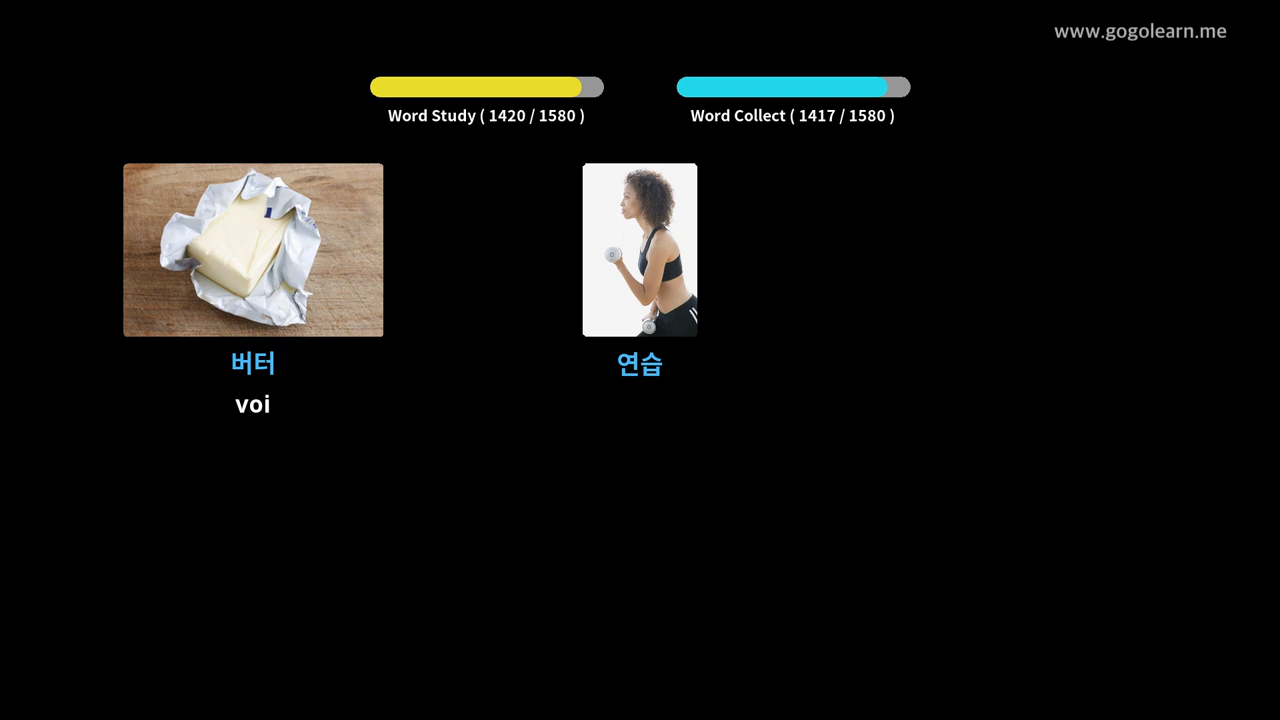 www.gogolearn.me
Word Study ( 1420 / 1580 )
Word Collect ( 1417 / 1580 )
버터
연습
voi